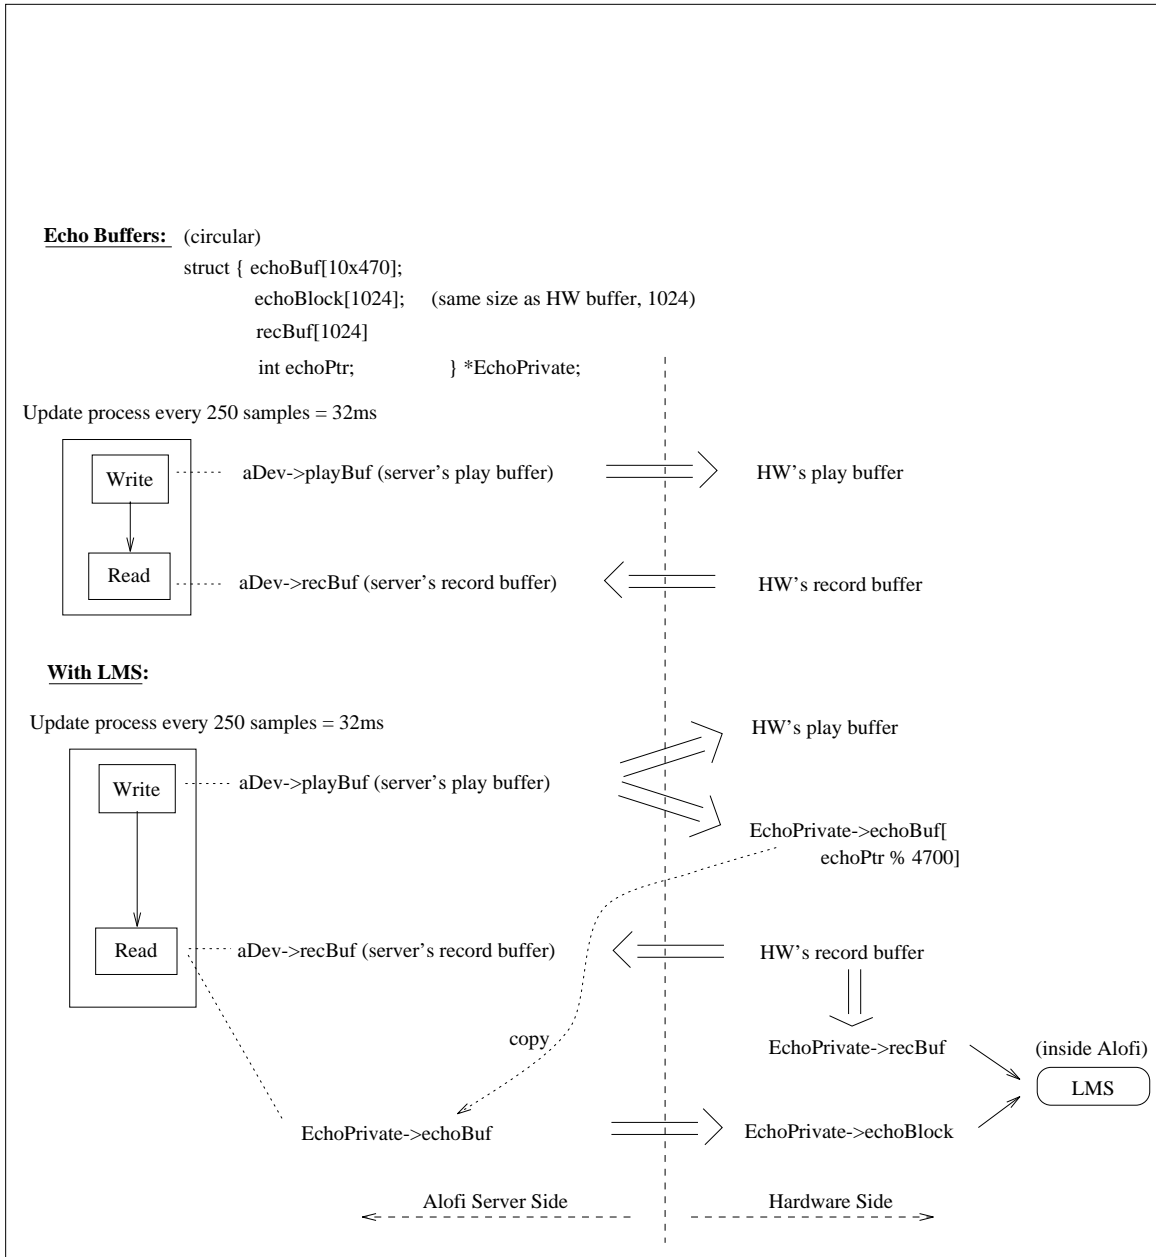 Echo Buffers: (circular)
struct { echoBuf[10x470];
echoBlock[1024]; (same size as HW buffer, 1024)
recBuf[1024]
int echoPtr; } *EchoPrivate;
Update process every 250 samples = 32ms
Write
aDev->playBuf (server's play buffer)
HW's play buffer
Read
aDev->recBuf (server's record buffer)
HW's record buffer
With LMS:
Update process every 250 samples = 32ms
HW's play buffer
Write
aDev->playBuf (server's play buffer)
EchoPrivate->echoBuf[
echoPtr % 4700]
Read
aDev->recBuf (server's record buffer)
HW's record buffer
copy
EchoPrivate->recBuf
(inside Alofi)
LMS
EchoPrivate->echoBuf
EchoPrivate->echoBlock
Alofi Server Side
Hardware Side